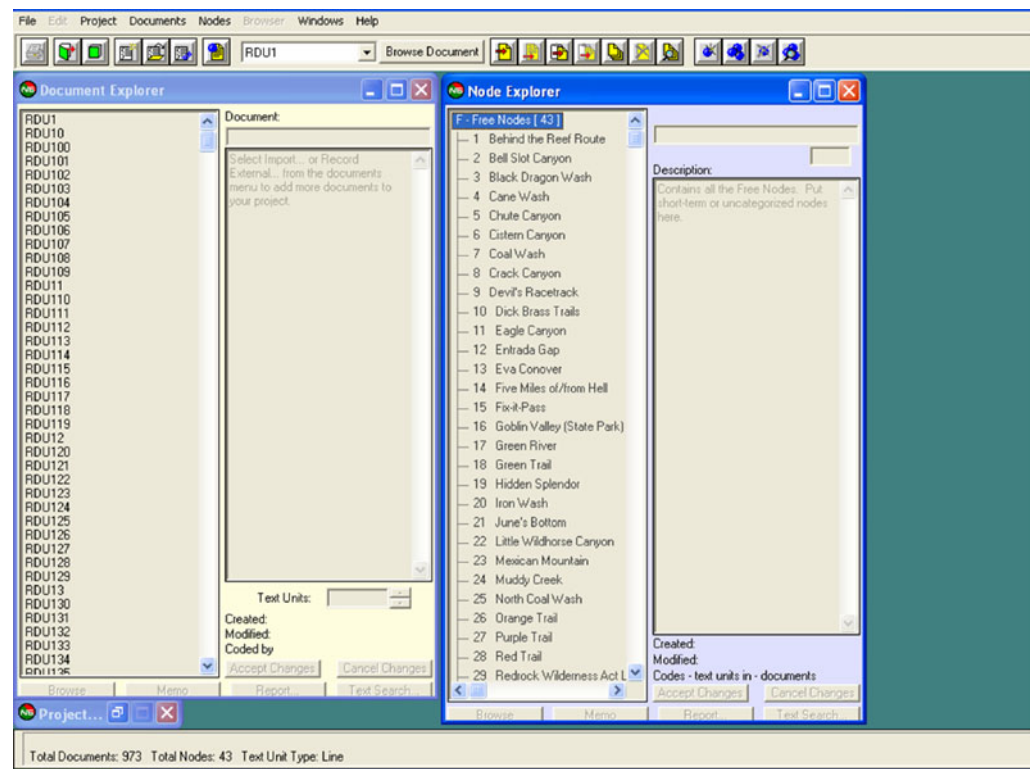 File Edit Project Documents Nodes Browser Windows Help
RDU1 Browse Document
Document Explorer
RDU1
RDU10
RDU100
RDU101
RDU102
RDU103
RDU104
RDU105
RDU106
RDU107
RDU108
RDU109
RDU11
RDU110
RDU111
RDU112
RDU113
RDU114
RDU115
RDU116
RDU117
RDU118
RDU119
RDU12
RDU120
RDU121
RDU122
RDU123
RDU124
RDU125
RDU126
RDU127
RDU128
RDU129
RDU13
RDU130
RDU131
RDU132
RDU133
RDU134
RDU135
Document:
Select Import... or Record
External... from the documents
menu to add more documents to
your project.
Text Units:
Created:
Modified:
Coded by
Accept Changes Cancel Changes
Browse Memo Report... Text Search...
Node Explorer
F - Free Nodes [ 43 ]
1 Behind the Reef Route
2 Bell Slot Canyon
3 Black Dragon Wash
4 Cane Wash
5 Chute Canyon
6 Cistern Canyon
7 Coal Wash
8 Crack Canyon
9 Devil's Racetrack
10 Dick Brass Trails
11 Eagle Canyon
12 Entrada Gap
13 Eva Conover
14 Five Miles of/from Hell
15 Fix-it-Pass
16 Goblin Valley (State Park)
17 Green River
18 Green Trail
19 Hidden Splendor
20 Iron Wash
21 June's Bottom
22 Little Wildhorse Canyon
23 Mexican Mountain
24 Muddy Creek
25 North Coal Wash
26 Orange Trail
27 Purple Trail
28 Red Trail
29 Redrock Wilderness Act L
Description:
Contains all the Free Nodes. Put
short-term or uncategorized nodes
here.
Created:
Modified:
Codes - text units in - documents
Accept Changes Cancel Changes
Browse Memo Report... Text Search...
Project...
Total Documents: 973 Total Nodes: 43 Text Unit Type: Line